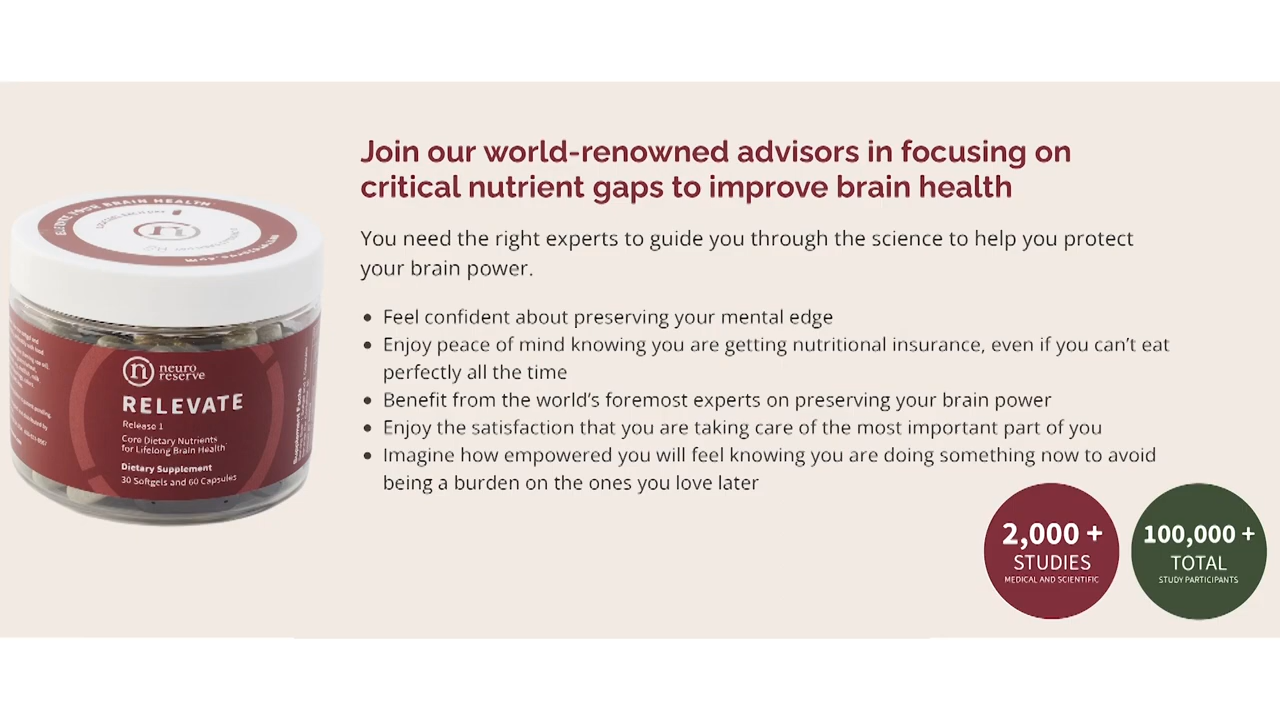 Join our world-renowned advisors in focusing on
critical nutrient gaps to improve brain health
You need the right experts to guide you through the science to help you protect
your brain power.
Feel confident about preserving your mental edge
Enjoy peace of mind knowing you are getting nutritional insurance, even if you can't eat
perfectly all the time
Benefit from the world's foremost experts on preserving your brain power
Enjoy the satisfaction that you are taking care of the most important part of you
Imagine how empowered you will feel knowing you are doing something now to avoid
being a burden on the ones you love later
YOUR BRAIN HEALTH
neuro
reserve
RELEVATE
Release 1
Core Dietary Nutrients
for Lifelong Brain Health
Dietary Supplement
30 Softgels and 60 Capsules
Supplement Facts
2,000 +
STUDIES
MEDICAL AND SCIENTIFIC
100,000 +
TOTAL
STUDY PARTICIPANTS